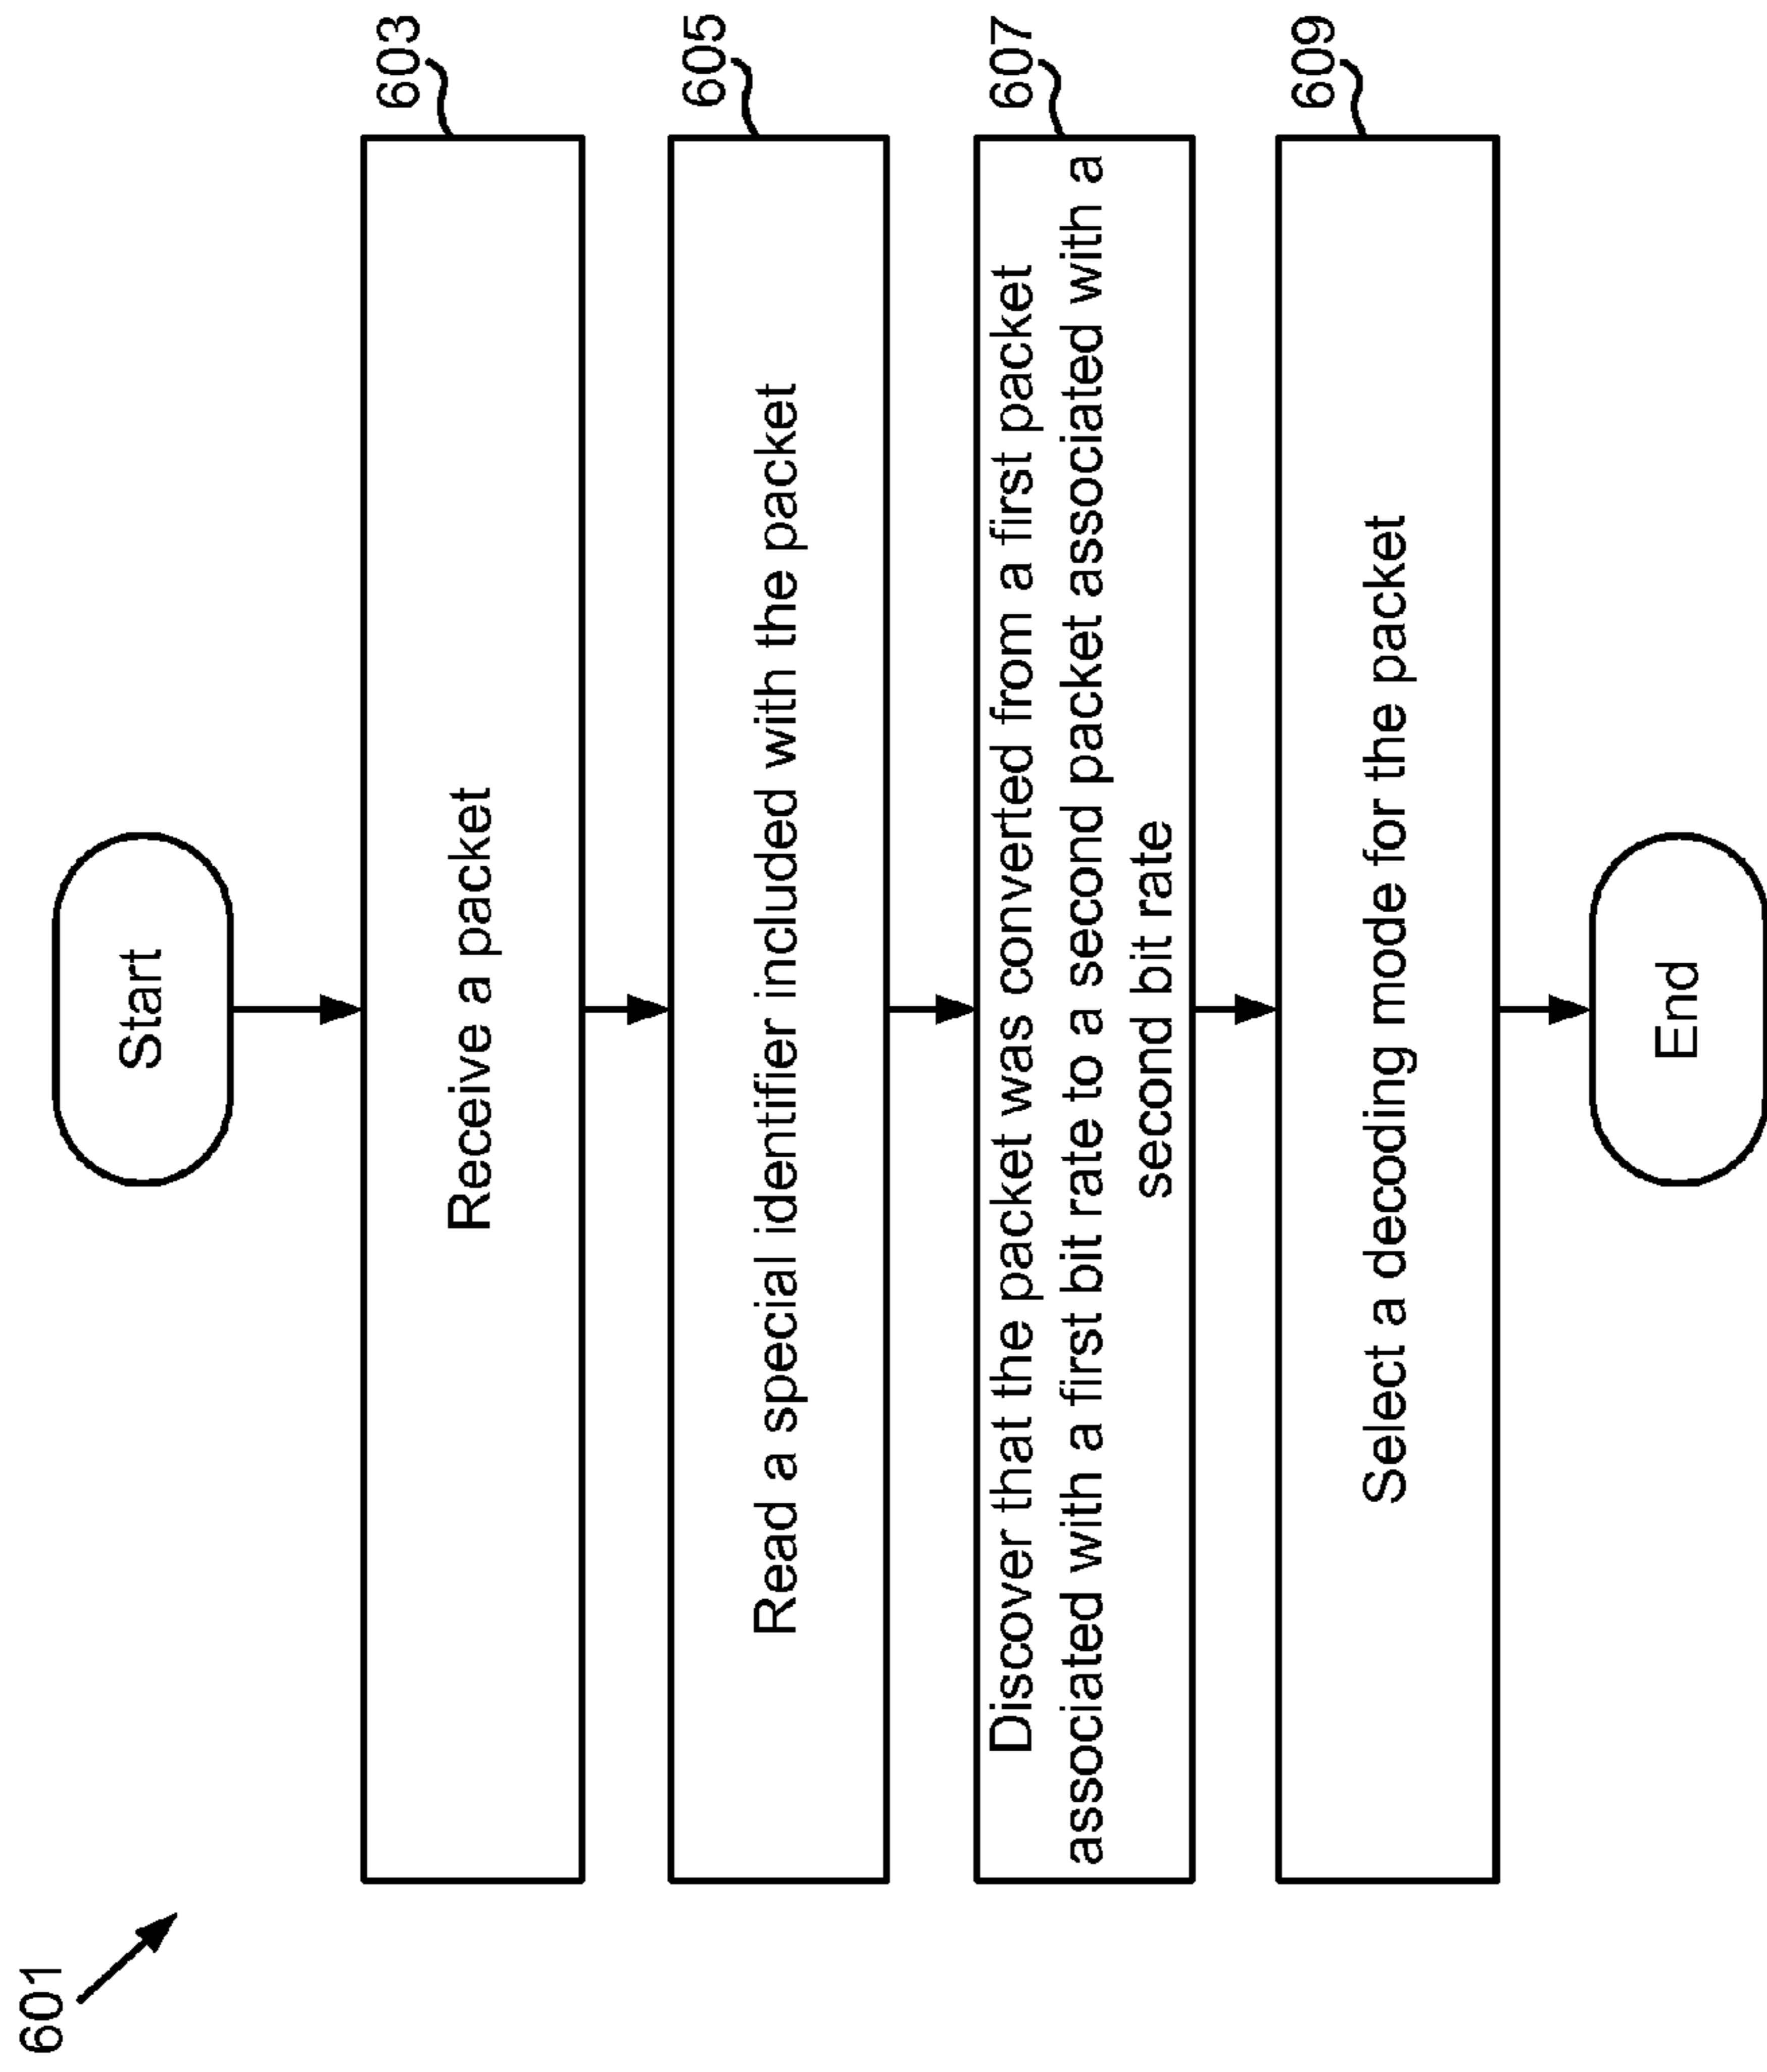 601
Start
603
Receive a packet
605
Read a special identifier included with the packet
607
Discover that the packet was converted from a first packet
associated with a first bit rate to a second packet associated with a
second bit rate
609
Select a decoding mode for the packet
End